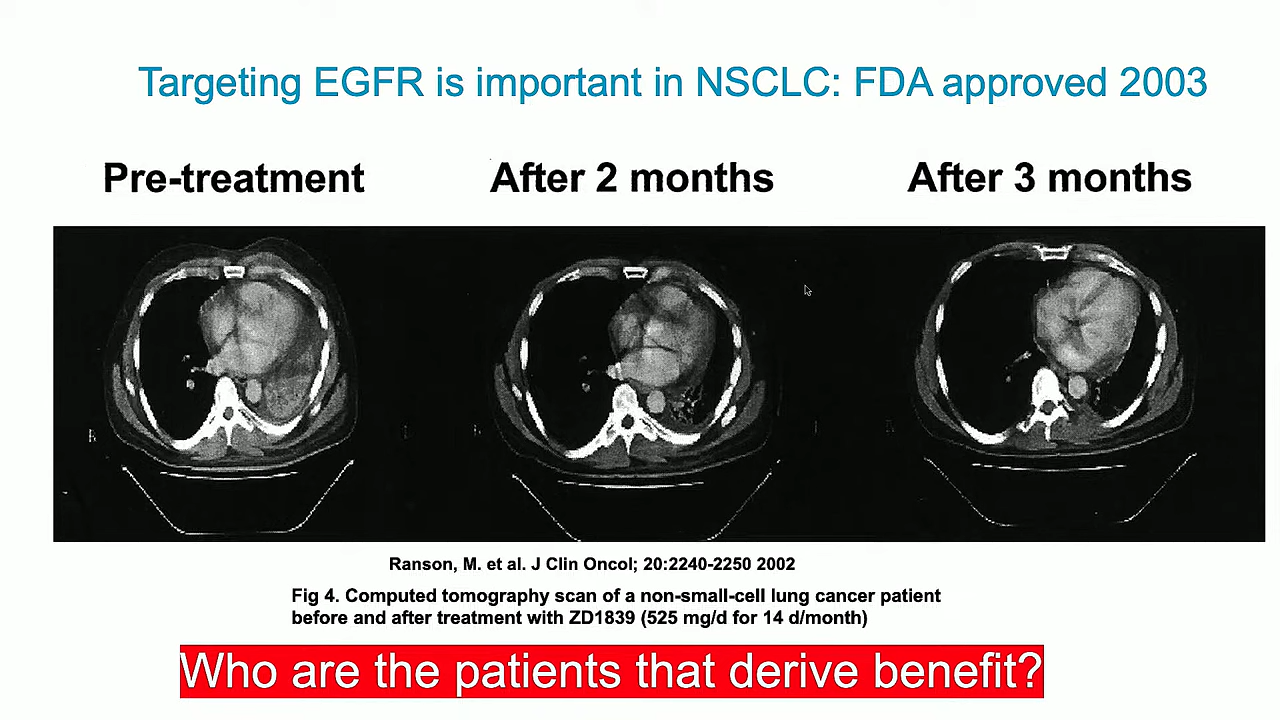 Targeting EGFR is important in NSCLC: FDA approved 2003
Pre-treatment
After 2 months
After 3 months
R
Ranson, M. et al. J Clin Oncol; 20:2240-2250 2002
Fig 4. Computed tomography scan of a non-small-cell lung cancer patient
before and after treatment with ZD1839 (525 mg/d for 14 d/month)
Who are the patients that derive benefit?